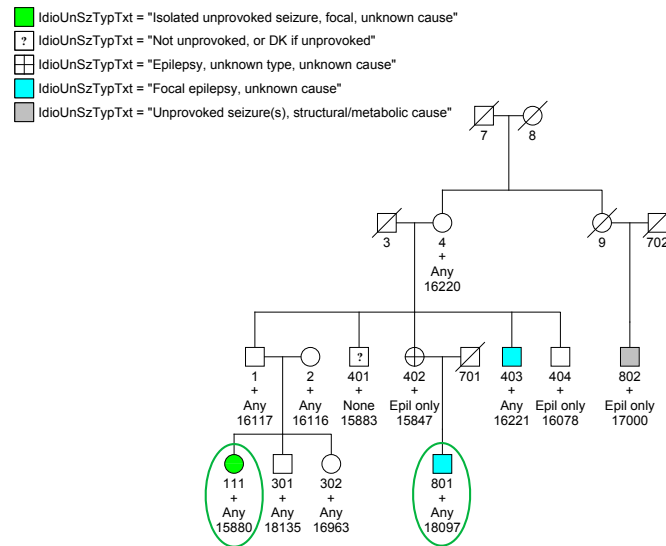 IdioUnSzTypTxt = "Isolated unprovoked seizure, focal, unknown cause"
? IdioUnSzTypTxt = "Not unprovoked, or DK if unprovoked"
IdioUnSzTypTxt = "Epilepsy, unknown type, unknown cause"
IdioUnSzTypTxt = "Focal epilepsy, unknown cause"
IdioUnSzTypTxt = "Unprovoked seizure(s), structural/metabolic cause"
7 8
3 4 9 702
+
Any
16220
?
1 2 401 402 701 403 404 802
+ + + + + + +
Any Any None Epil only Any Epil only Epil only
16117 16116 15883 15847 16221 16078 17000
111 301 302 801
+ + + +
Any Any Any Any
15880 18135 16963 18097